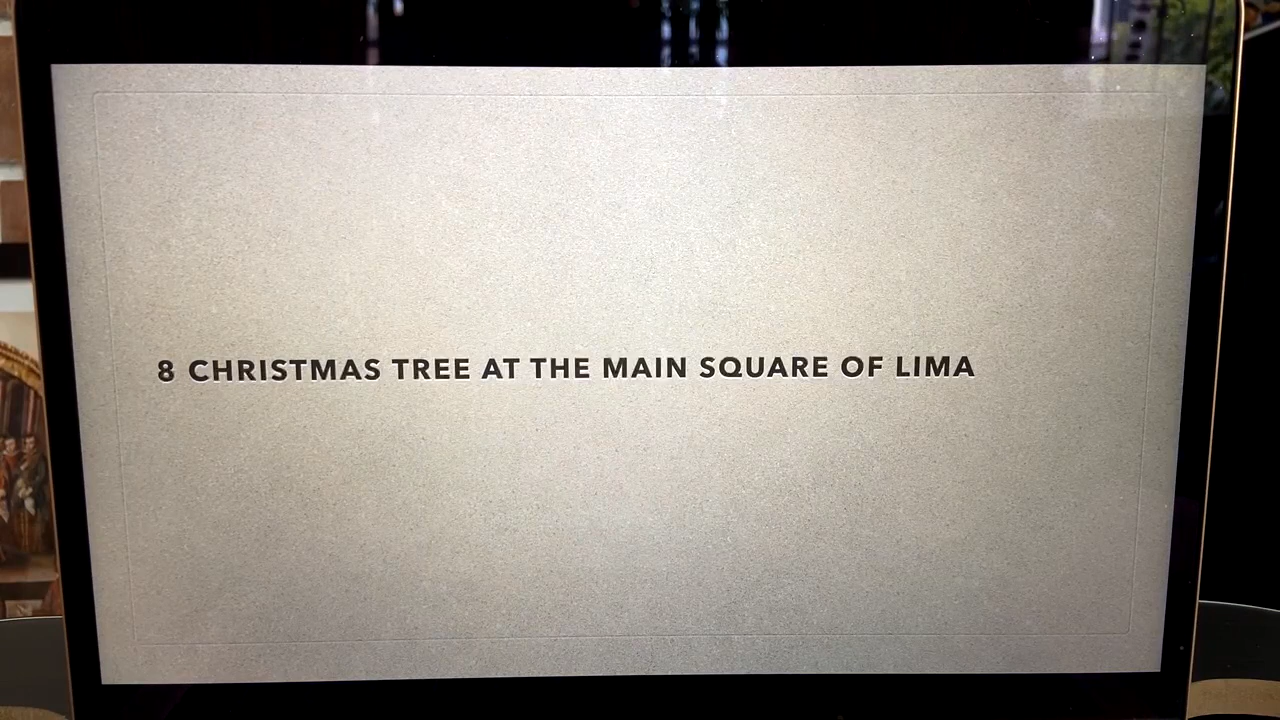 8 CHRISTMAS TREE AT THE MAIN SQUARE OF LIMA